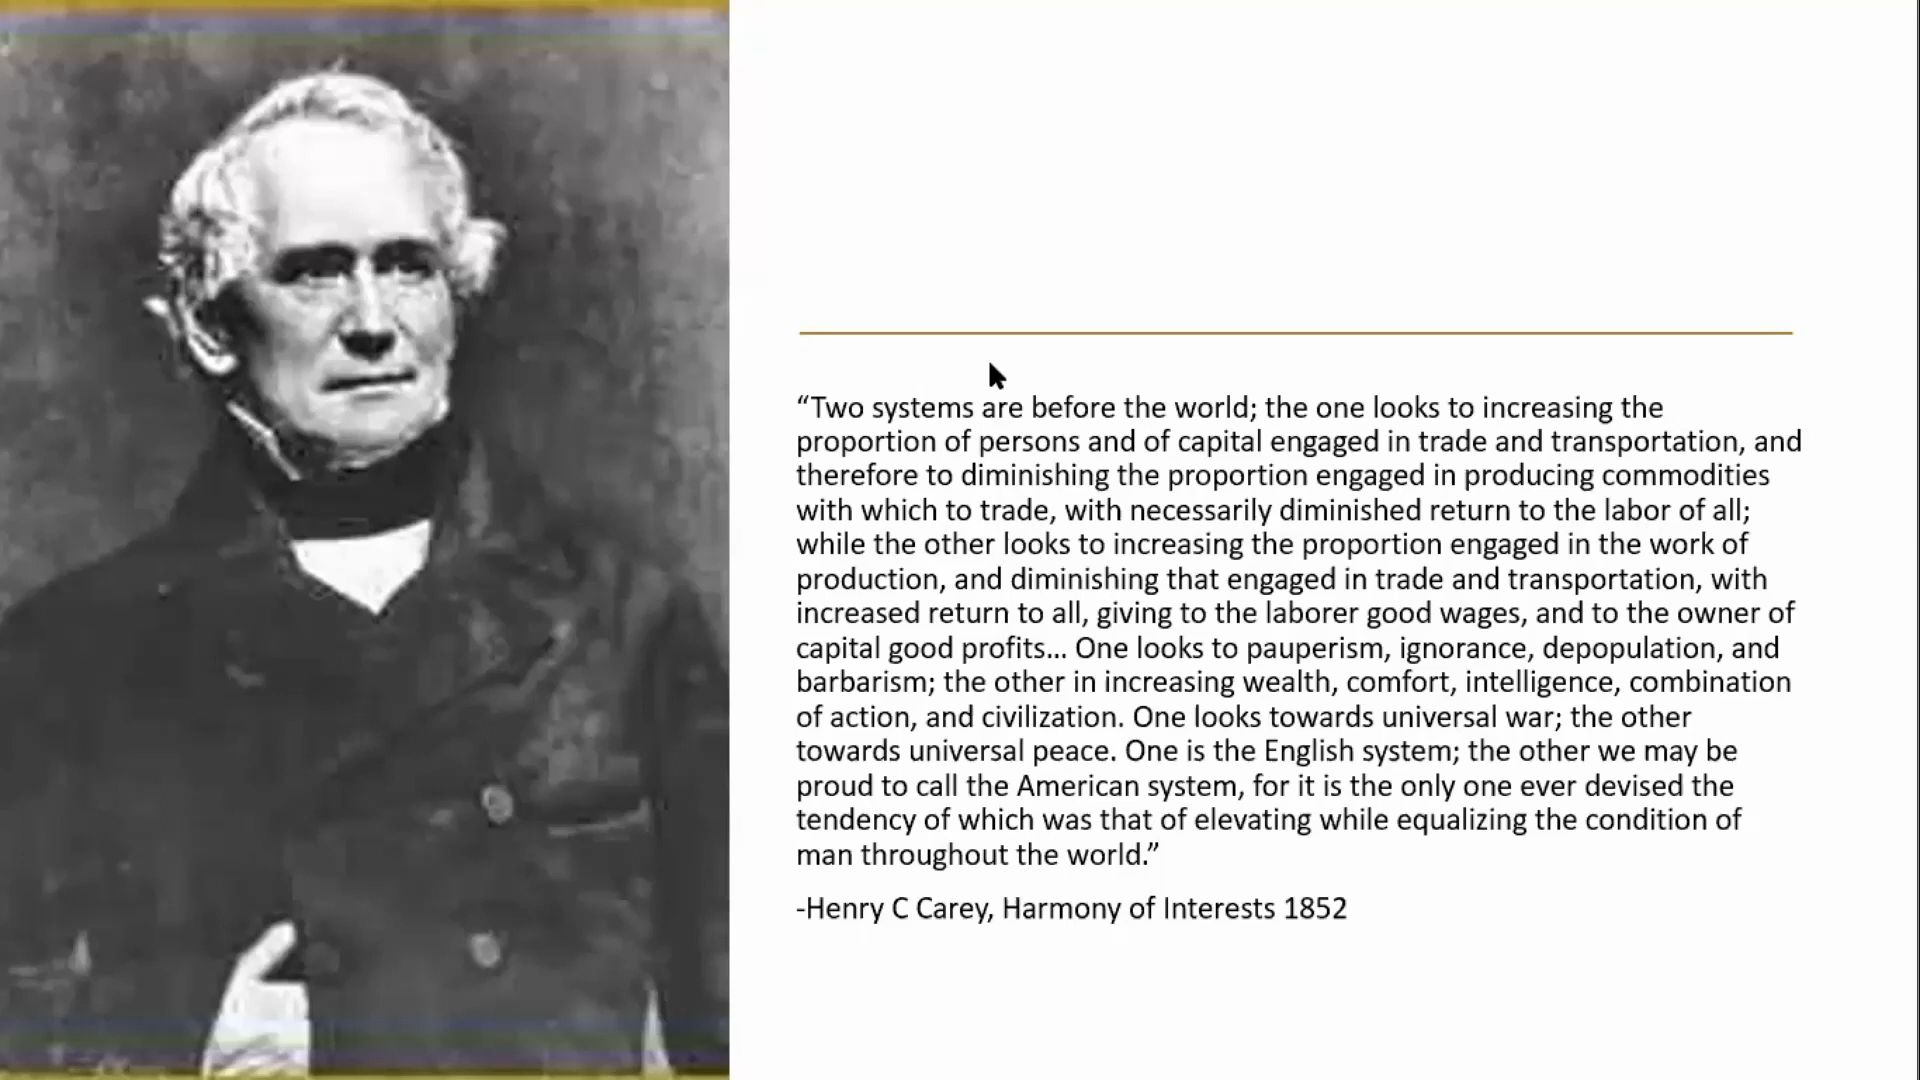 “Two systems are before the world; the one looks to increasing the
proportion of persons and of capital engaged in trade and transportation, and
therefore to diminishing the proportion engaged in producing commodities
with which to trade, with necessarily diminished return to the labor of all;
while the other looks to increasing the proportion engaged in the work of
production, and diminishing that engaged in trade and transportation, with
increased return to all, giving to the laborer good wages, and to the owner of
capital good profits... One looks to pauperism, ignorance, depopulation, and
barbarism; the other in increasing wealth, comfort, intelligence, combination
of action, and civilization. One looks towards universal war; the other
towards universal peace. One is the English system; the other we may be
proud to call the American system, for it is the only one ever devised the
tendency of which was that of elevating while equalizing the condition of
man throughout the world.”
-Henry C Carey, Harmony of Interests 1852